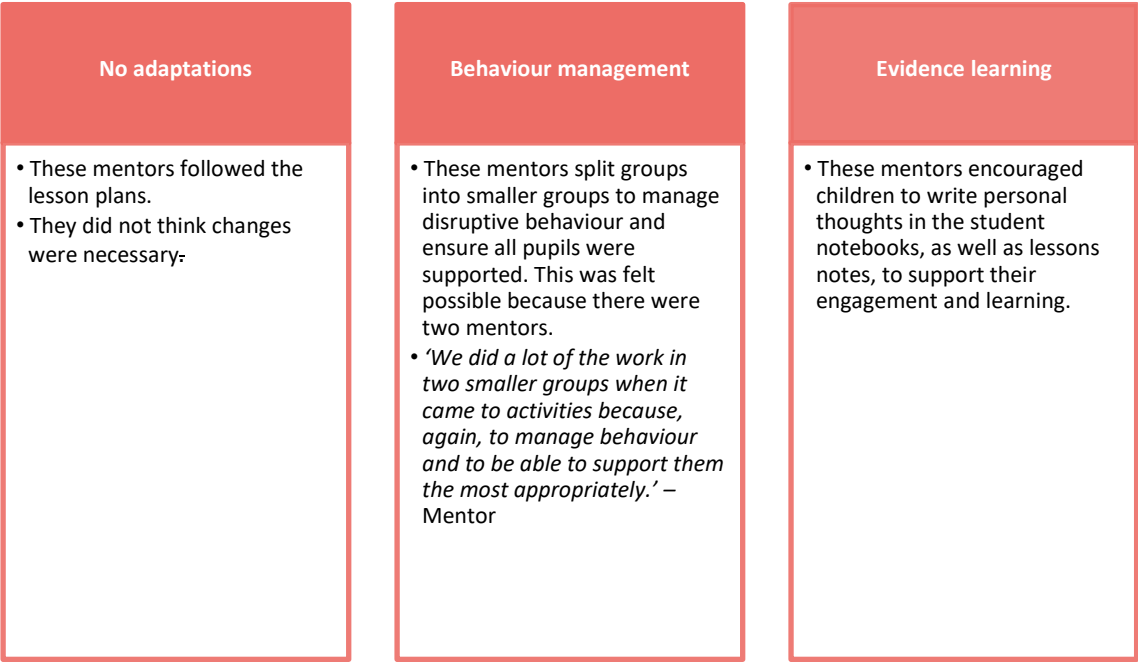 No adaptations
• These mentors followed the
lesson plans.
• They did not think changes
were necessary.
Behaviour management
• These mentors split groups
into smaller groups to manage
disruptive behaviour and
ensure all pupils were
supported. This was felt
possible because there were
two mentors.
• ‘We did a lot of the work in
two smaller groups when it
came to activities because,
again, to manage behaviour
and to be able to support them
the most appropriately.’ –
Mentor
Evidence learning
• These mentors encouraged
children to write personal
thoughts in the student
notebooks, as well as lessons
notes, to support their
engagement and learning.